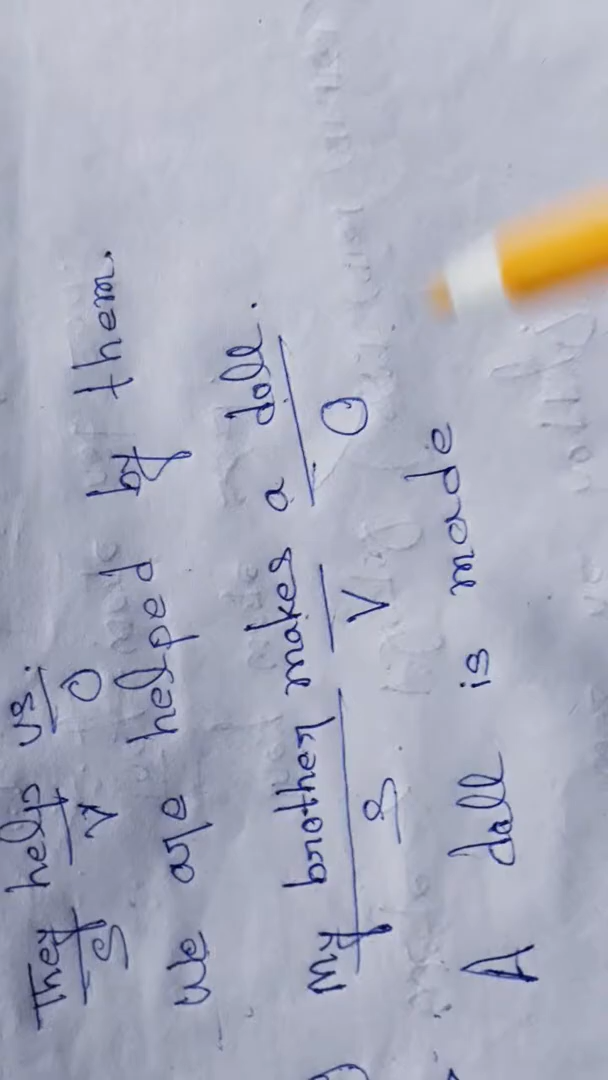 They help us.
S V O
We are helped by them.
My brother makes a doll.
S V O
A doll is made